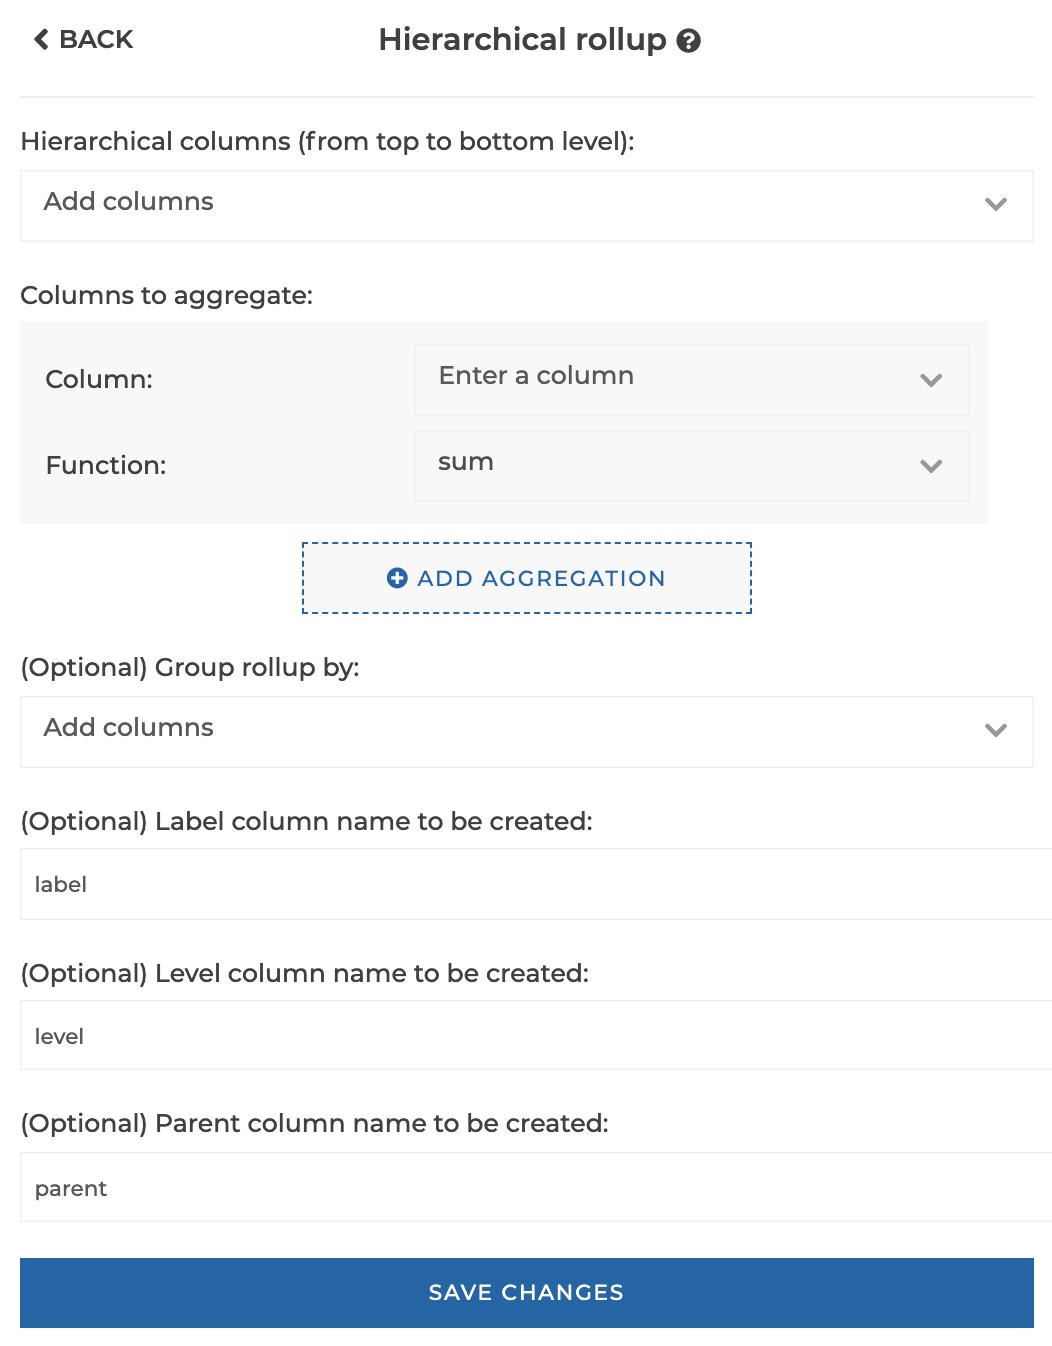 BACK
Hierarchical rollup
Hierarchical columns (from top to bottom level):
Add columns
Columns to aggregate:
Column:
Enter a column
Function:
sum
ADD AGGREGATION
(Optional) Group rollup by:
Add columns
(Optional) Label column name to be created:
label
(Optional) Level column name to be created:
level
(Optional) Parent column name to be created:
parent
SAVE CHANGES